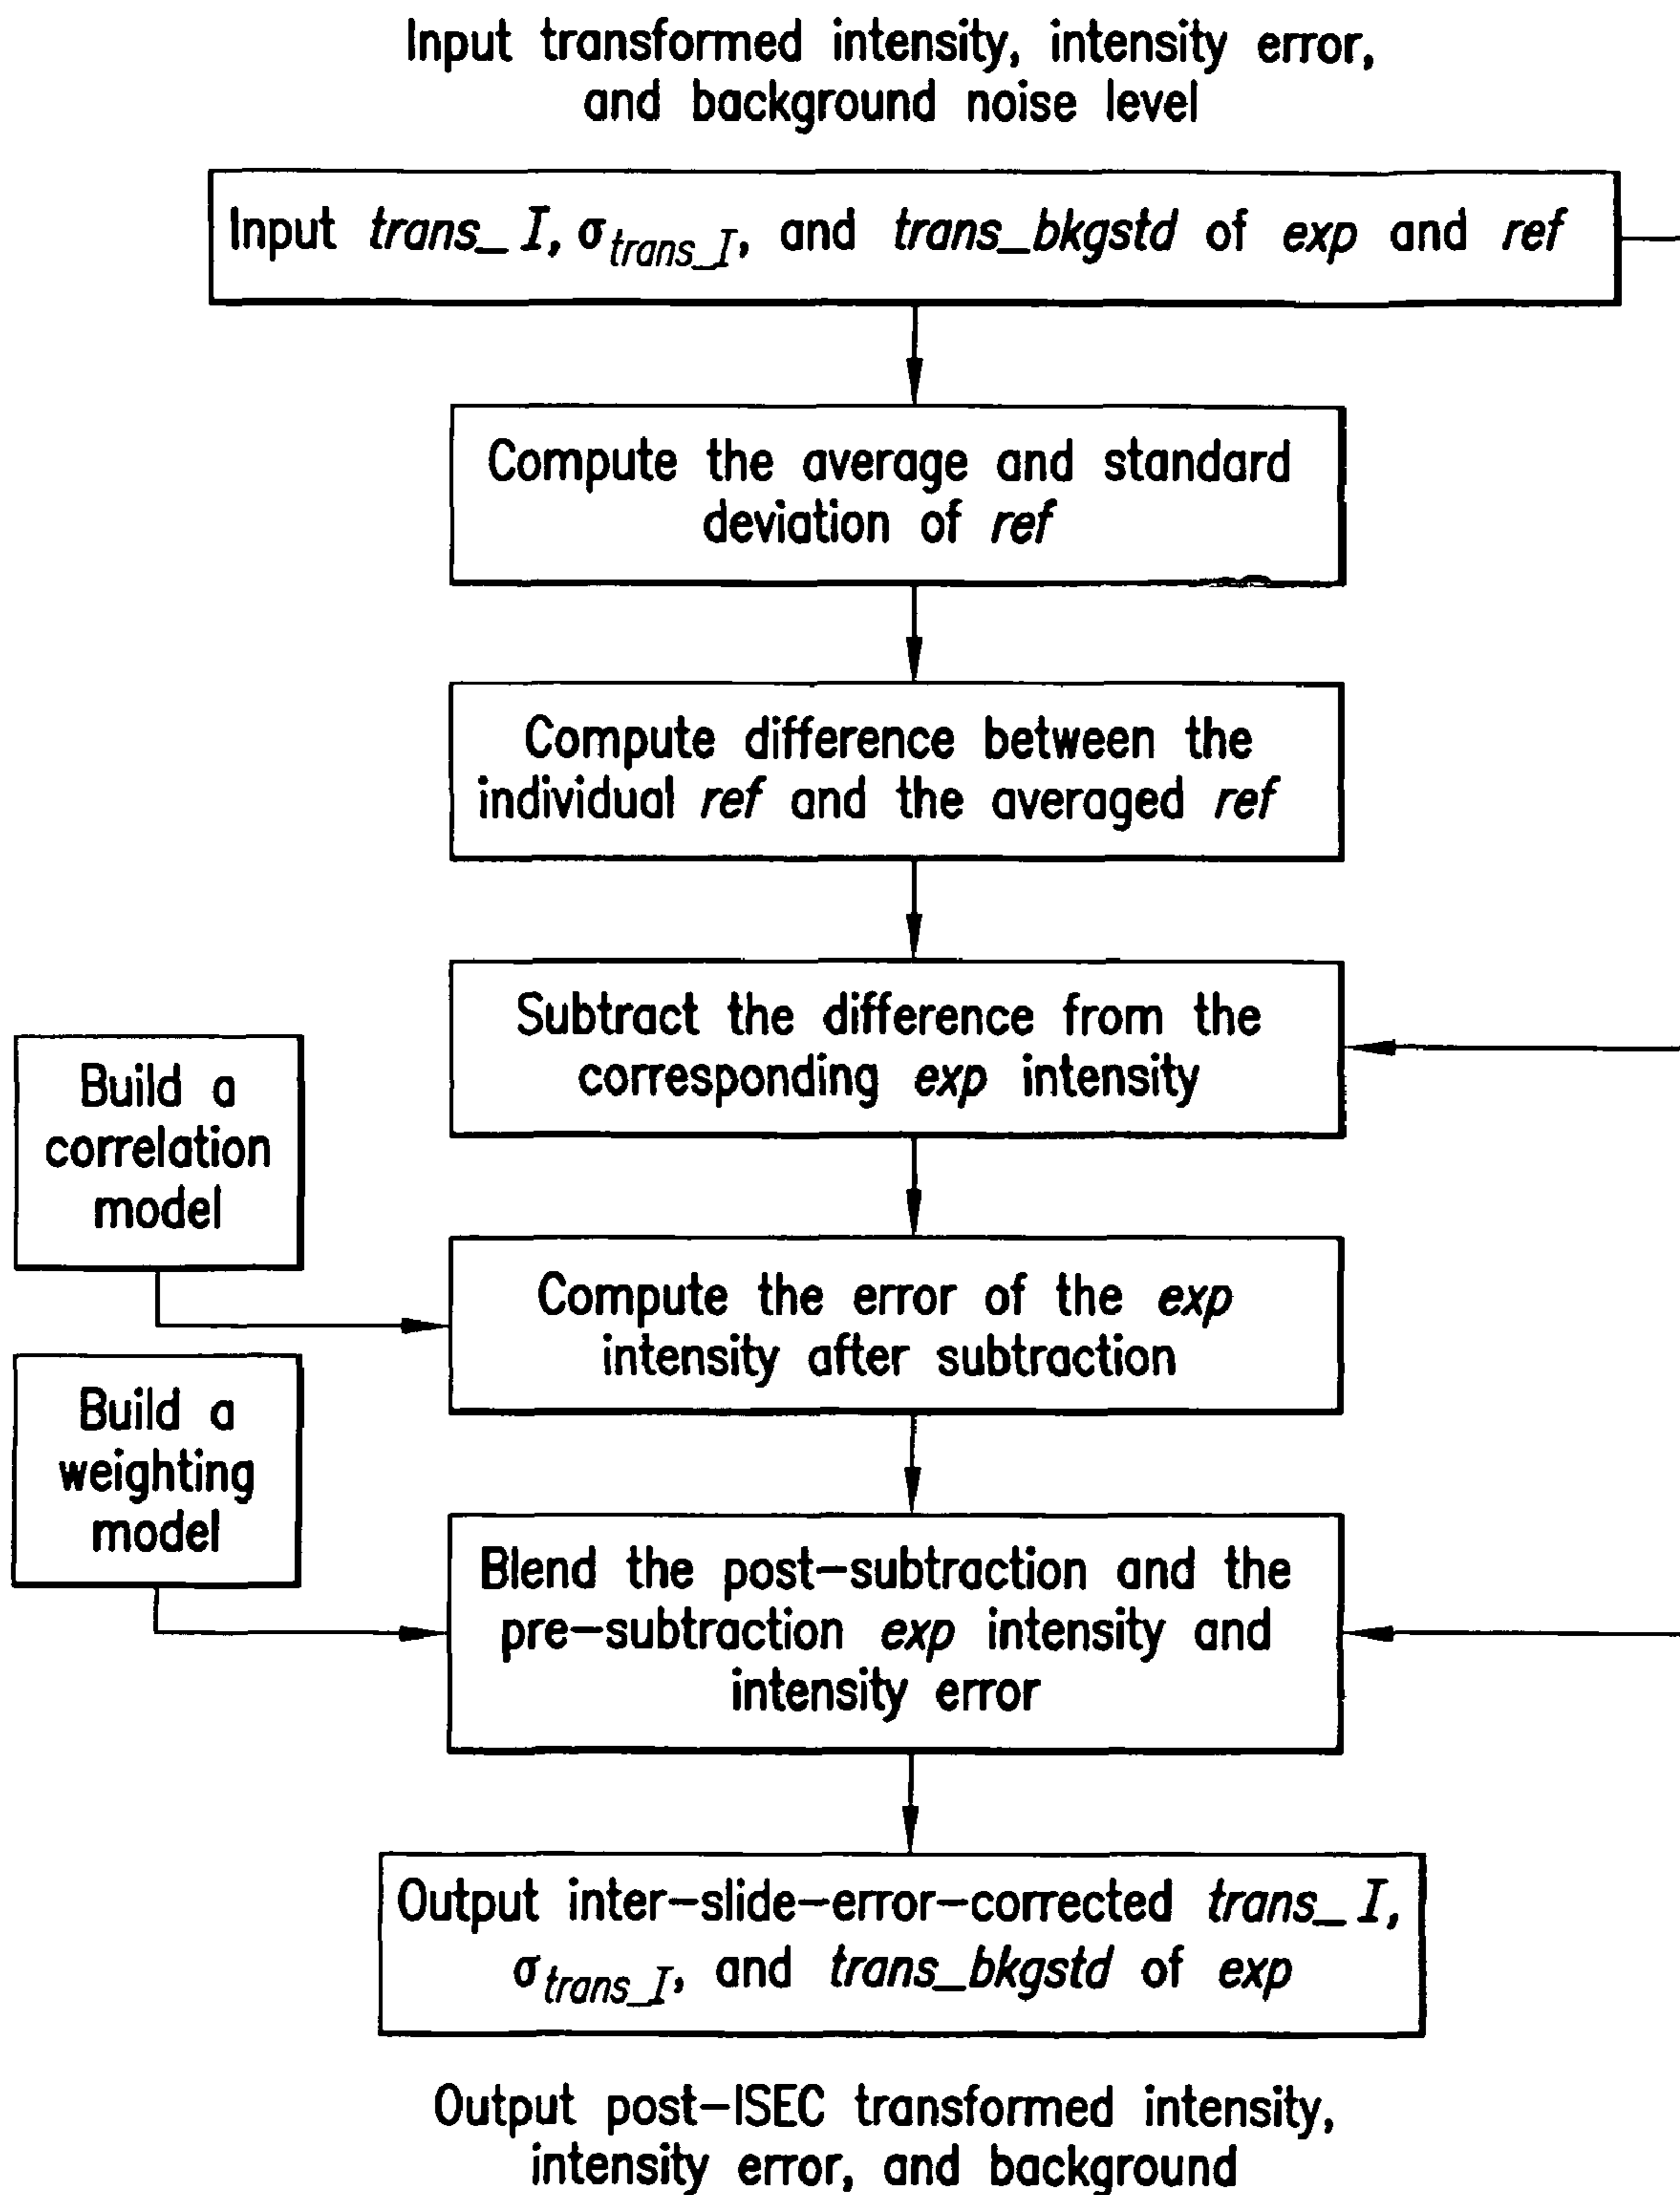 Input transformed intensity, intensity error,
and background noise level
Input trans_I, σtrans_I, and trans_bkgstd of exp and ref
Compute the average and standard
deviation of ref
Compute difference between the
individual ref and the averaged ref
Subtract the difference from the
corresponding exp intensity
Build a
correlation
model
Compute the error of the exp
intensity after subtraction
Build a
weighting
model
Blend the post-subtraction and the
pre-subtraction exp intensity and
intensity error
Output inter-slide-error-corrected trans_I,
σtrans_I, and trans_bkgstd of exp
Output post-ISEC transformed intensity,
intensity error, and background